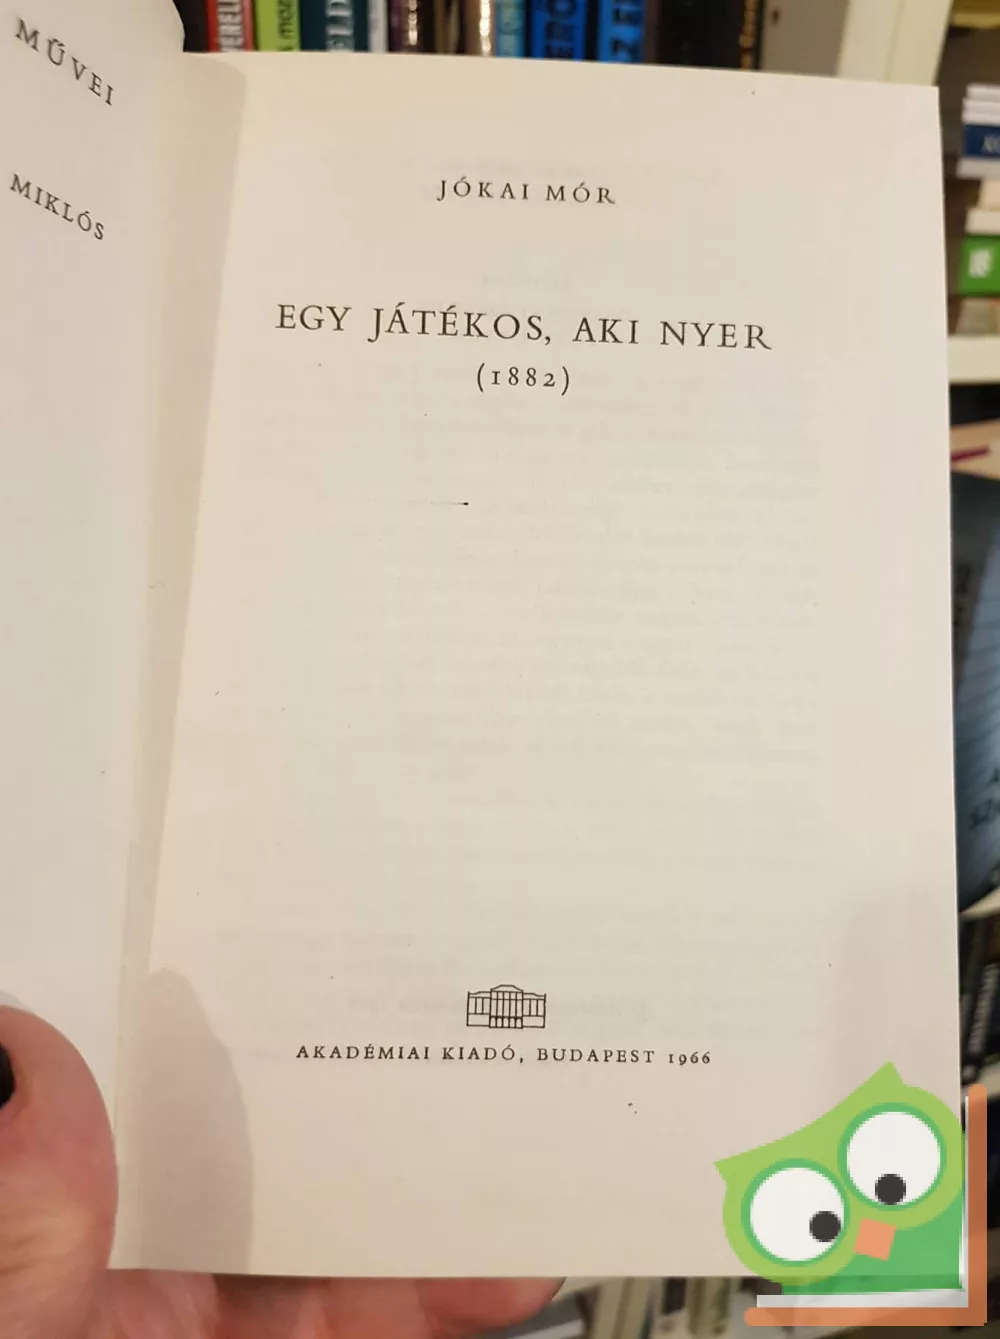 MŰVEI
MIKLÓS
JÓKAI MÓR
EGY JÁTÉKOS, AKI NYER
(1882)
AKADÉMIAI KIADÓ, BUDAPEST 1966